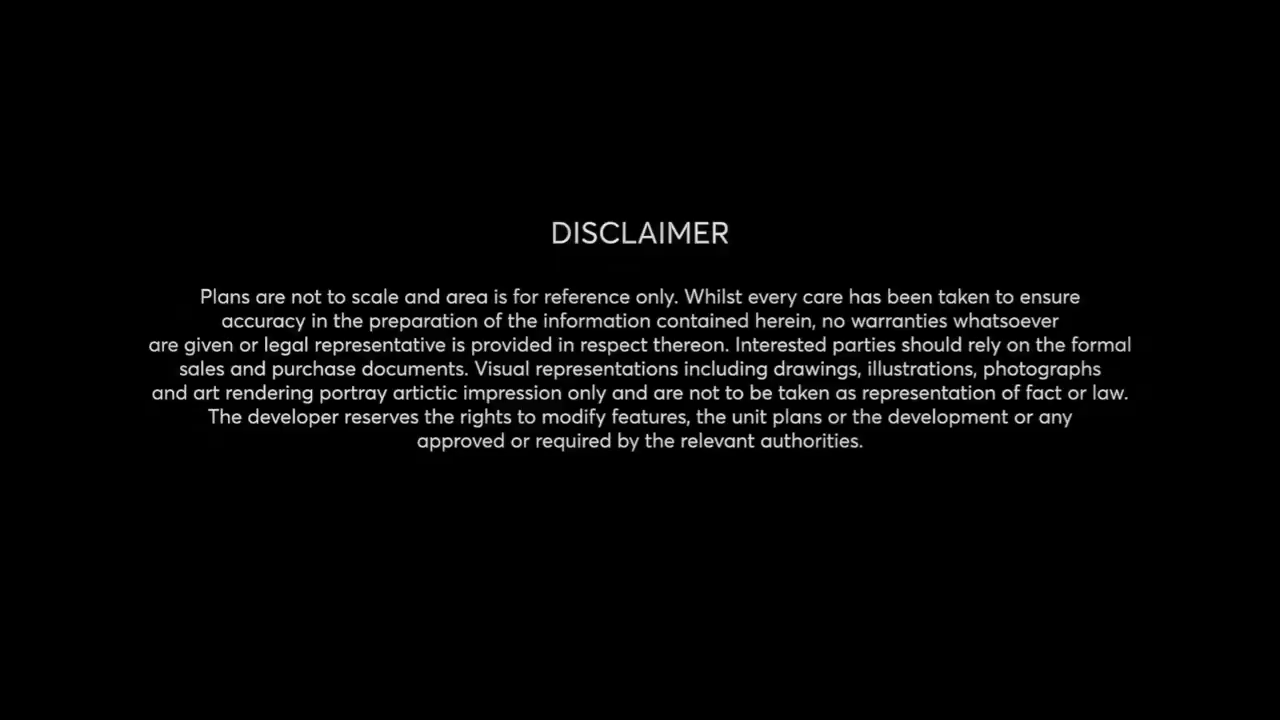 DISCLAIMER
Plans are not to scale and area is for reference only. Whilst every care has been taken to ensure
accuracy in the preparation of the information contained herein, no warranties whatsoever
are given or legal representative is provided in respect thereon. Interested parties should rely on the formal
sales and purchase documents. Visual representations including drawings, illustrations, photographs
and art rendering portray artictic impression only and are not to be taken as representation of fact or law.
The developer reserves the rights to modify features, the unit plans or the development or any
approved or required by the relevant authorities.